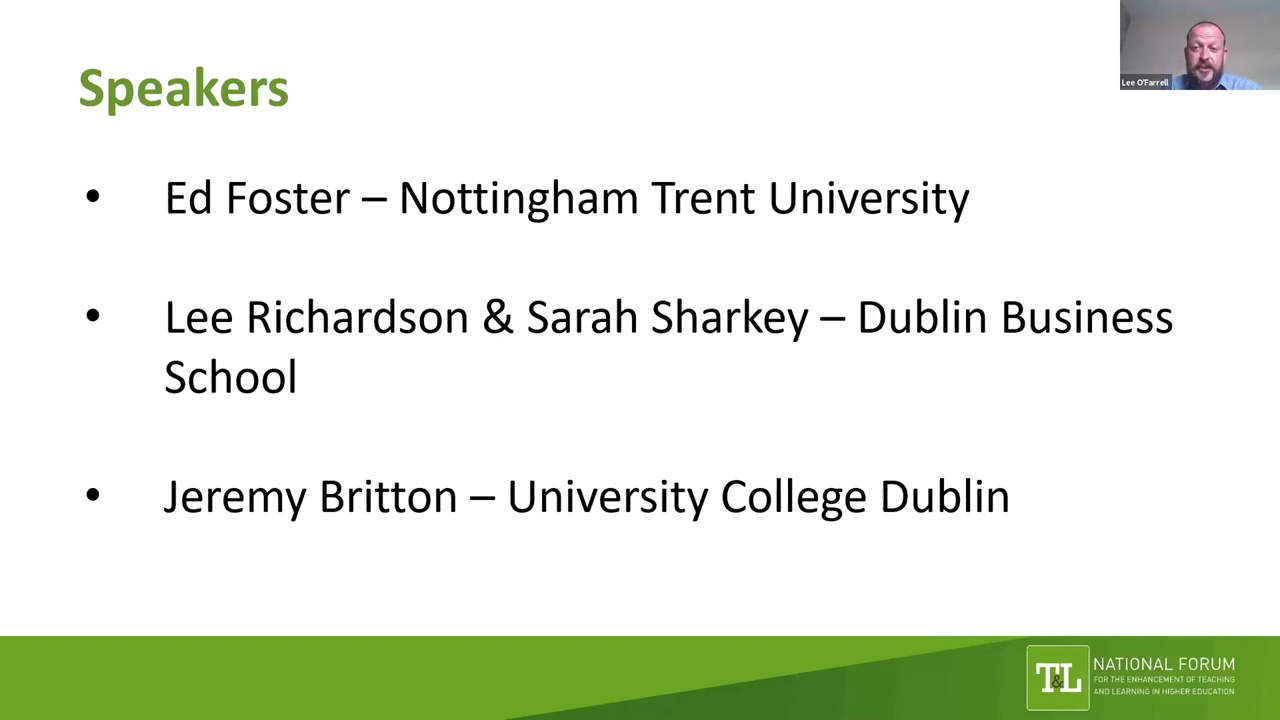 Speakers
Lee O'Farrell
• Ed Foster – Nottingham Trent University
• Lee Richardson & Sarah Sharkey – Dublin Business
School
• Jeremy Britton – University College Dublin
T&L
NATIONAL FORUM
FOR THE ENHANCEMENT OF TEACHING
AND LEARNING IN HIGHER EDUCATION